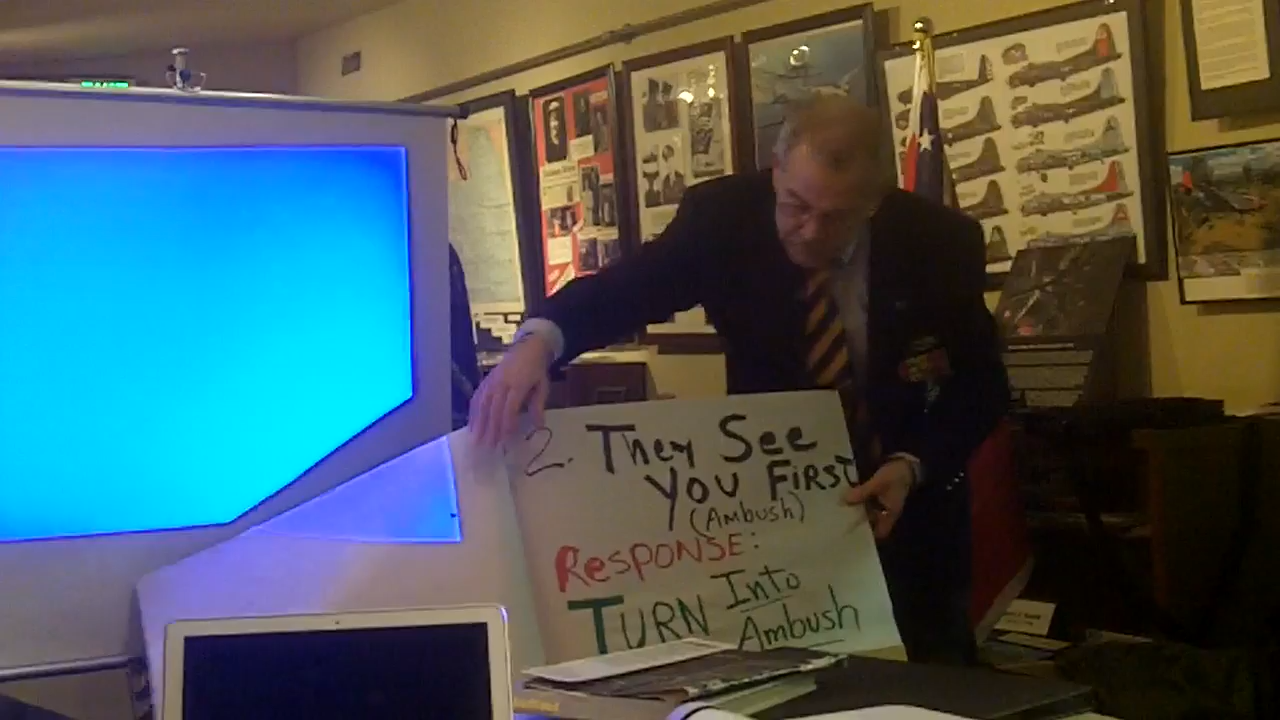 2. They See
You First
(Ambush)
Response:
Turn Into
Ambush